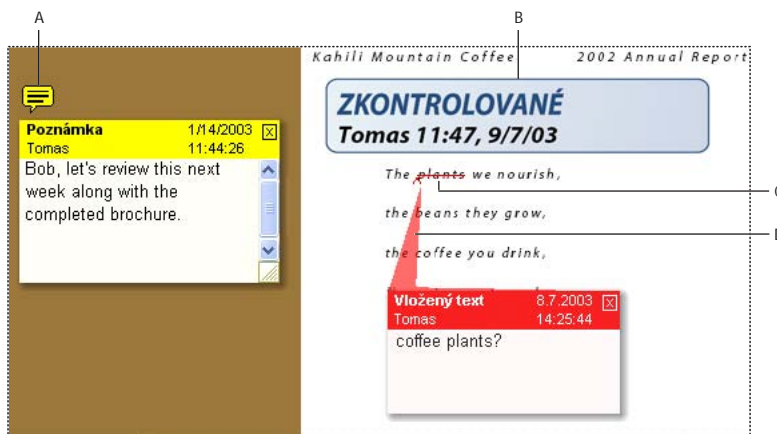 A
B
Kahili Mountain Coffee 2002 Annual Report
Poznámka 1/14/2003
Tomas 11:44:26
Bob, let's review this next
week along with the
completed brochure.
ZKONTROLOVANÉ
Tomas 11:47, 9/7/03
The plants we nourish,
the beans they grow,
the coffee you drink,
Vložený text 8.7.2003
Tomas 14:25:44
coffee plants?